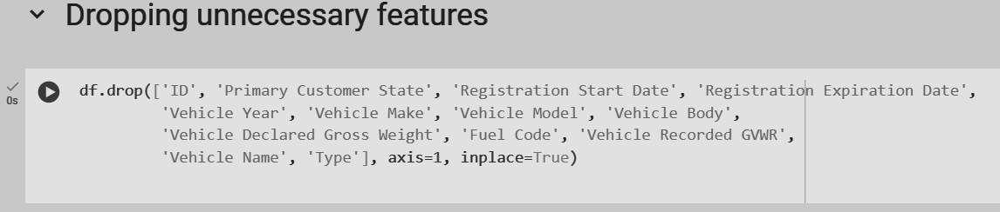 Dropping unnecessary features
df.drop(['ID', 'Primary Customer State', 'Registration Start Date', 'Registration Expiration Date',
'Vehicle Year', 'Vehicle Make', 'Vehicle Model', 'Vehicle Body',
'Vehicle Declared Gross Weight', 'Fuel Code', 'Vehicle Recorded GVWR',
'Vehicle Name', 'Type'], axis=1, inplace=True)
0s